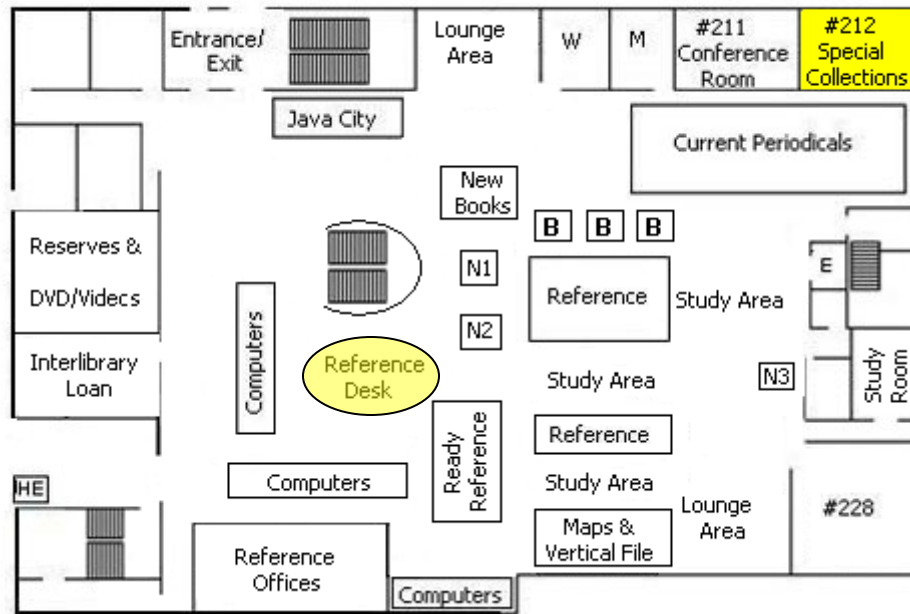 Entrance/
Exit
Lounge
Area
W
M
#211
Conference
Room
#212
Special
Collections
Java City
Current Periodicals
New
Books
B
B
B
Reserves &
DVD/Videcs
N1
E
Reference
Study Area
N2
Interlibrary
Loan
Computers
Reference
Desk
Study Area
N3
Study
Room
Ready
Reference
Reference
Computers
Study Area
HE
Lounge
Area
#228
Maps &
Vertical File
Reference
Offices
Computers